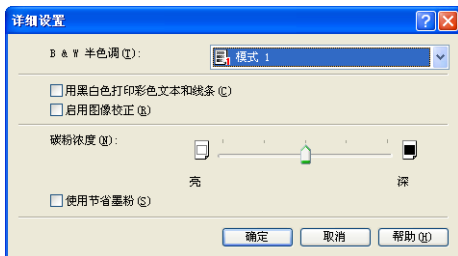 详细设置
B & W 半色调(T):
模式 1
用黑白色打印彩色文本和线条(C)
启用图像校正(R)
碳粉浓度(N):
亮 深
使用节省墨粉(S)
确定 取消 帮助(H)